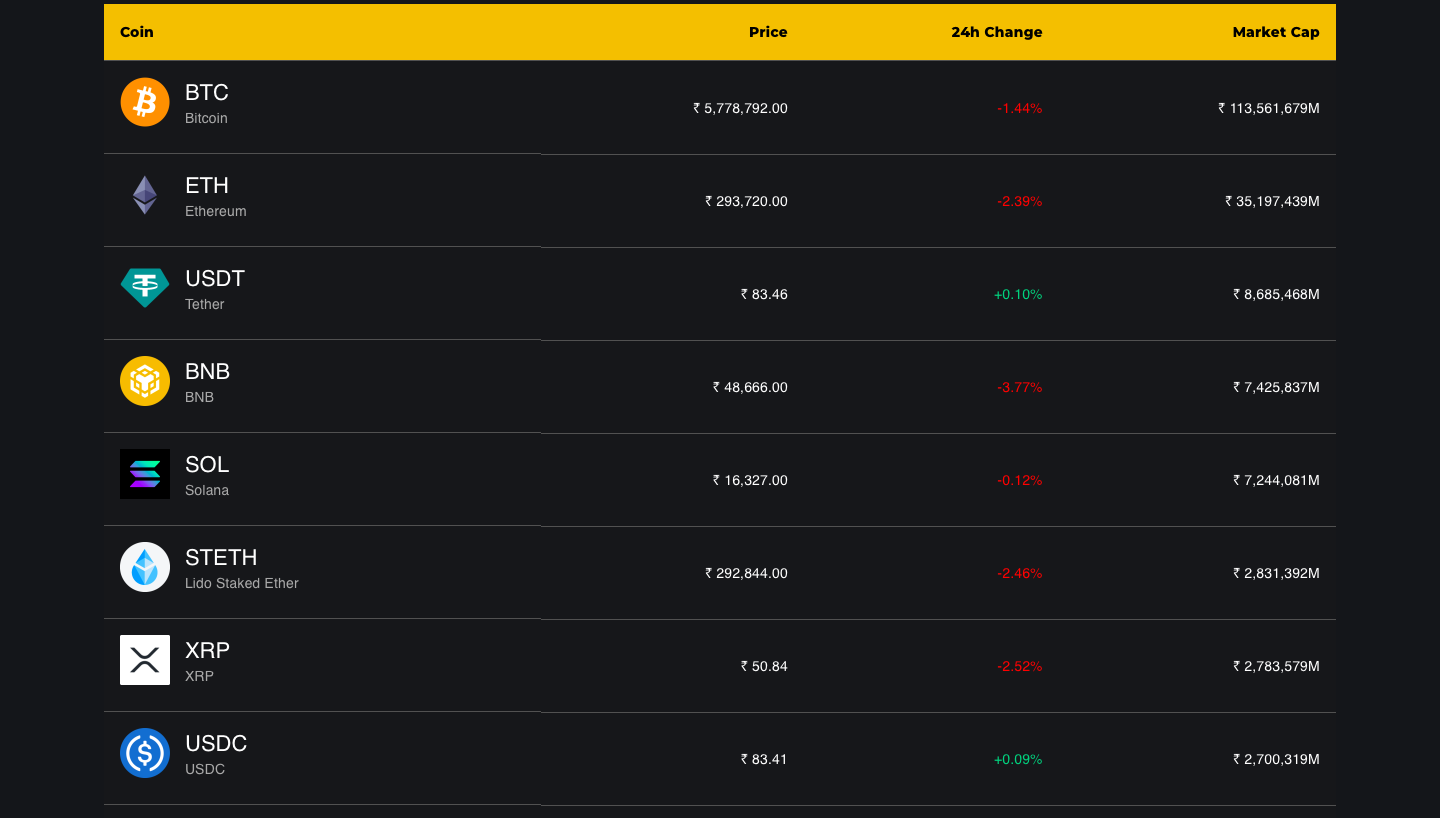 Coin Price 24h Change Market Cap
BTC
Bitcoin
₹ 5,778,792.00 -1.44% ₹ 113,561,679M
ETH
Ethereum
₹ 293,720.00 -2.39% ₹ 35,197,439M
USDT
Tether
₹ 83.46 +0.10% ₹ 8,685,468M
BNB
BNB
₹ 48,666.00 -3.77% ₹ 7,425,837M
SOL
Solana
₹ 16,327.00 -0.12% ₹ 7,244,081M
STETH
Lido Staked Ether
₹ 292,844.00 -2.46% ₹ 2,831,392M
XRP
XRP
₹ 50.84 -2.52% ₹ 2,783,579M
USDC
USDC
₹ 83.41 +0.09% ₹ 2,700,319M